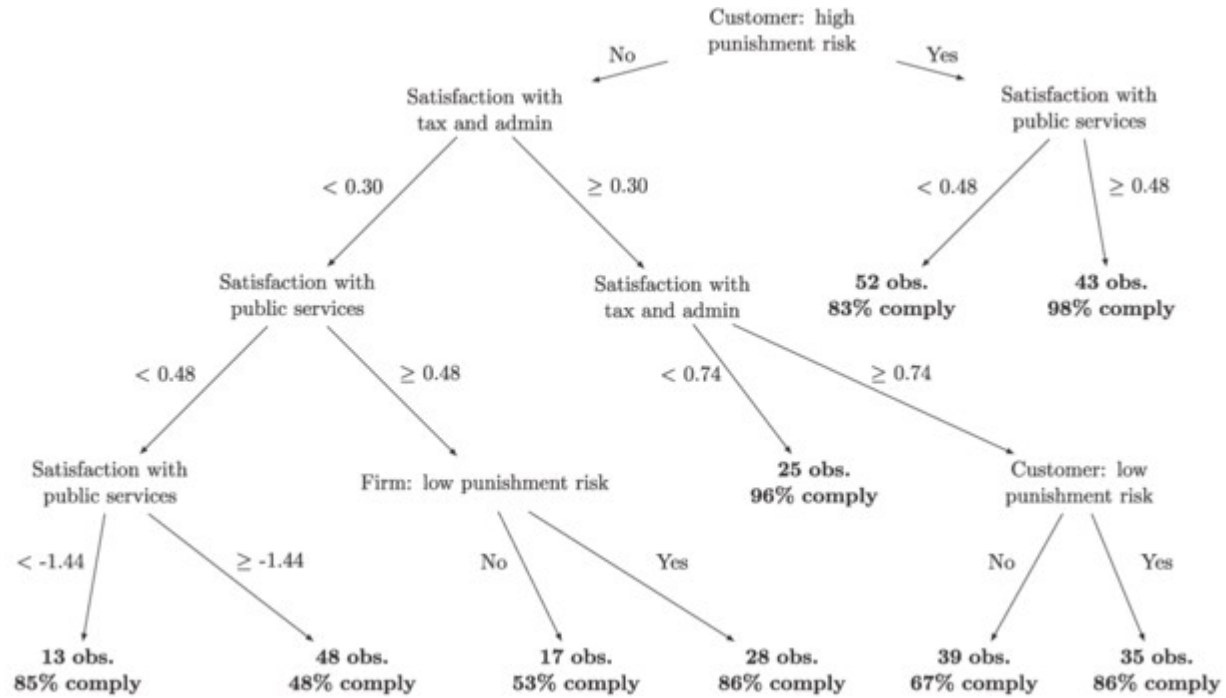 Customer: high
punishment risk
No
Yes
Satisfaction with
tax and admin
Satisfaction with
public services
< 0.30
≥ 0.30
< 0.48
≥ 0.48
Satisfaction with
public services
Satisfaction with
tax and admin
52 obs.
83% comply
43 obs.
98% comply
< 0.48
≥ 0.48
< 0.74
≥ 0.74
Satisfaction with
public services
Firm: low punishment risk
25 obs.
96% comply
Customer: low
punishment risk
< -1.44
≥ -1.44
No
Yes
No
Yes
13 obs.
85% comply
48 obs.
48% comply
17 obs.
53% comply
28 obs.
86% comply
39 obs.
67% comply
35 obs.
86% comply